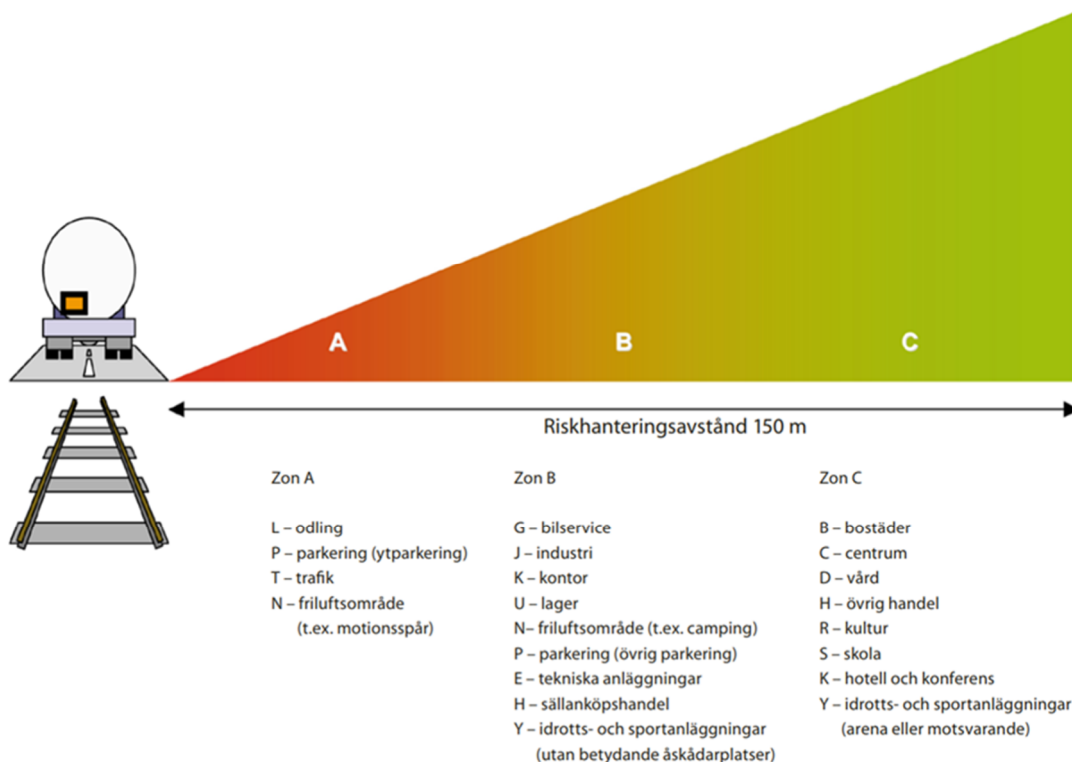 A
B
C
Riskhanteringsavstånd 150 m
Zon A
L – odling
P – parkering (ytparkering)
T – trafik
N – friluftsområde
(t.ex. motionsspår)
Zon B
G – bilservice
J – industri
K – kontor
U – lager
N– friluftsområde (t.ex. camping)
P – parkering (övrig parkering)
E – tekniska anläggningar
H – sällanköpshandel
Y – idrotts- och sportanläggningar
(utan betydande åskådarplatser)
Zon C
B – bostäder
C – centrum
D – vård
H – övrig handel
R – kultur
S – skola
K – hotell och konferens
Y – idrotts- och sportanläggningar
(arena eller motsvarande)